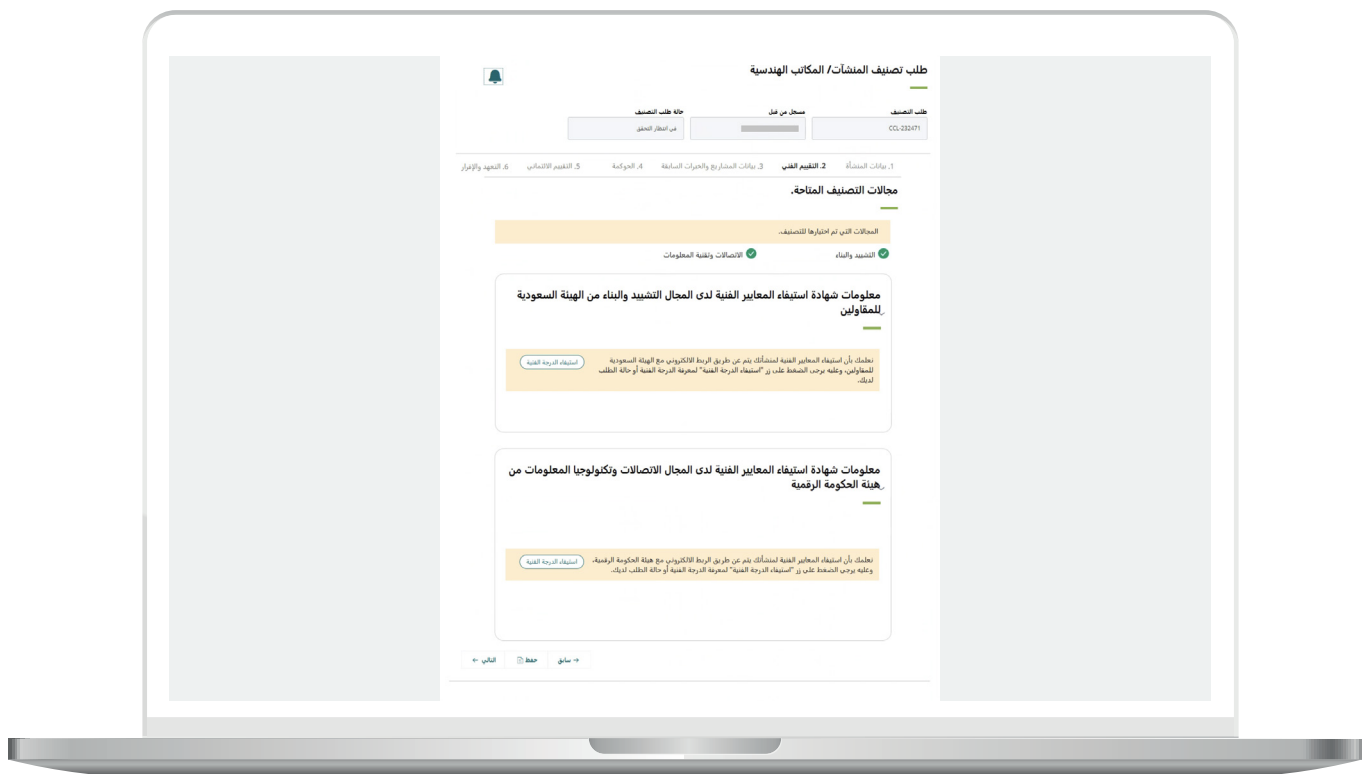 طلب تصنيف المنشآت/ المكاتب الهندسية
طلب التصنيف
مسجل من قبل
حالة طلب التصنيف
CCL-232471
في انتظار التحقق
1. بيانات المنشأة
2. التقييم الفني
3. بيانات المشاريع والخبرات السابقة
4. الحوكمة
5. التقييم الائتماني
6. التعهد والإقرار
مجالات التصنيف المتاحة.
المجالات التي تم اختيارها للتصنيف.
التشييد والبناء
الاتصالات وتقنية المعلومات
معلومات شهادة استيفاء المعايير الفنية لدى المجال التشييد والبناء من الهيئة السعودية
للمقاولين
نعلمك بأن استيفاء المعايير الفنية لمنشأتك يتم عن طريق الربط الالكتروني مع الهيئة السعودية
للمقاولين، وعليه يرجى الضغط على زر "استيفاء الدرجة الفنية" لمعرفة الدرجة الفنية أو حالة الطلب
لديك.
استيفاء الدرجة الفنية
معلومات شهادة استيفاء المعايير الفنية لدى المجال الاتصالات وتكنولوجيا المعلومات من
هيئة الحكومة الرقمية
نعلمك بأن استيفاء المعايير الفنية لمنشأتك يتم عن طريق الربط الالكتروني مع هيئة الحكومة الرقمية،
وعليه يرجى الضغط على زر "استيفاء الدرجة الفنية" لمعرفة الدرجة الفنية أو حالة الطلب لديك.
استيفاء الدرجة الفنية
سابق
حفظ
التالي